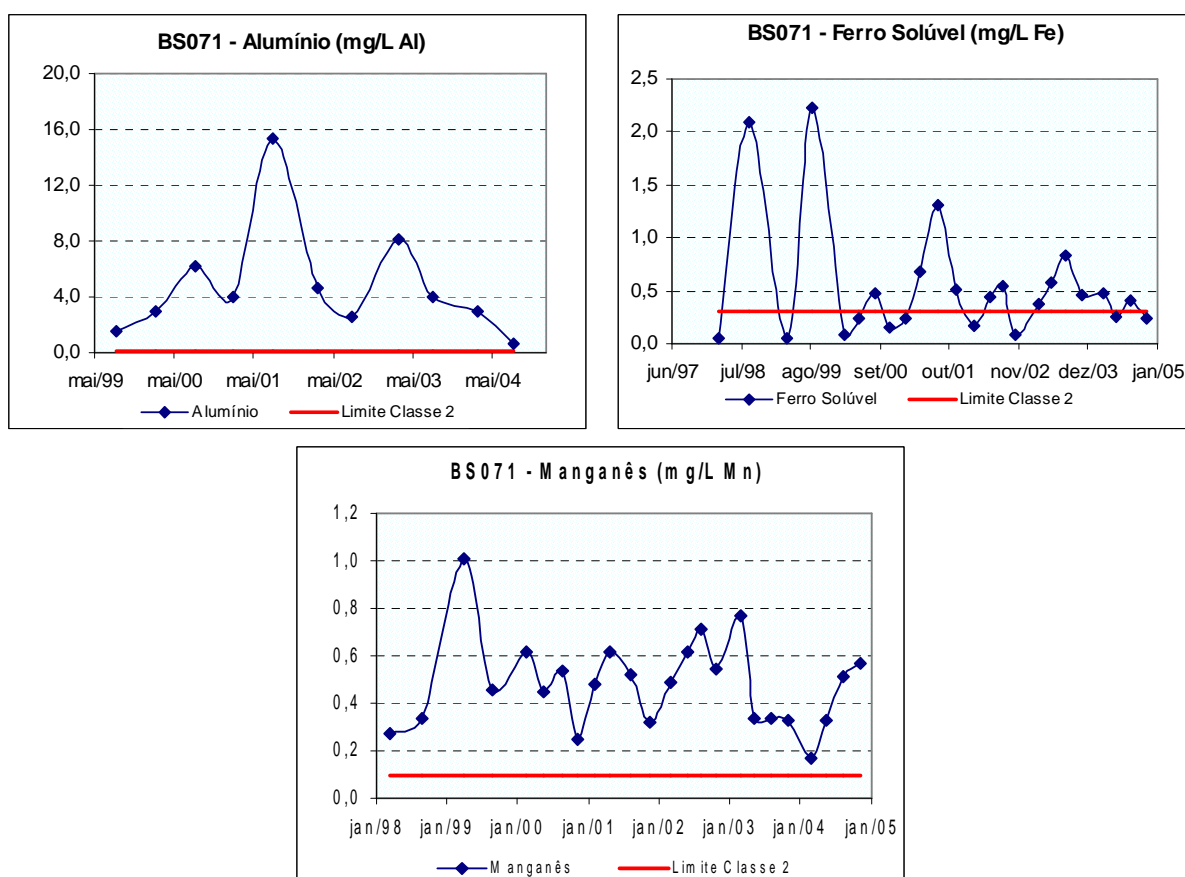 BS071 - Alumínio (mg/L Al)
20,0
16,0
12,0
8,0
4,0
0,0
mai/99 mai/00 mai/01 mai/02 mai/03 mai/04
Alumínio Limite Classe 2
BS071 - Ferro Solúvel (mg/L Fe)
2,5
2,0
1,5
1,0
0,5
0,0
jun/97 jul/98 ago/99 set/00 out/01 nov/02 dez/03 jan/05
Ferro Solúvel Limite Classe 2
BS071 - Manganês (mg/L Mn)
1,2
1,0
0,8
0,6
0,4
0,2
0,0
jan/98 jan/99 jan/00 jan/01 jan/02 jan/03 jan/04 jan/05
Manganês Limite Classe 2